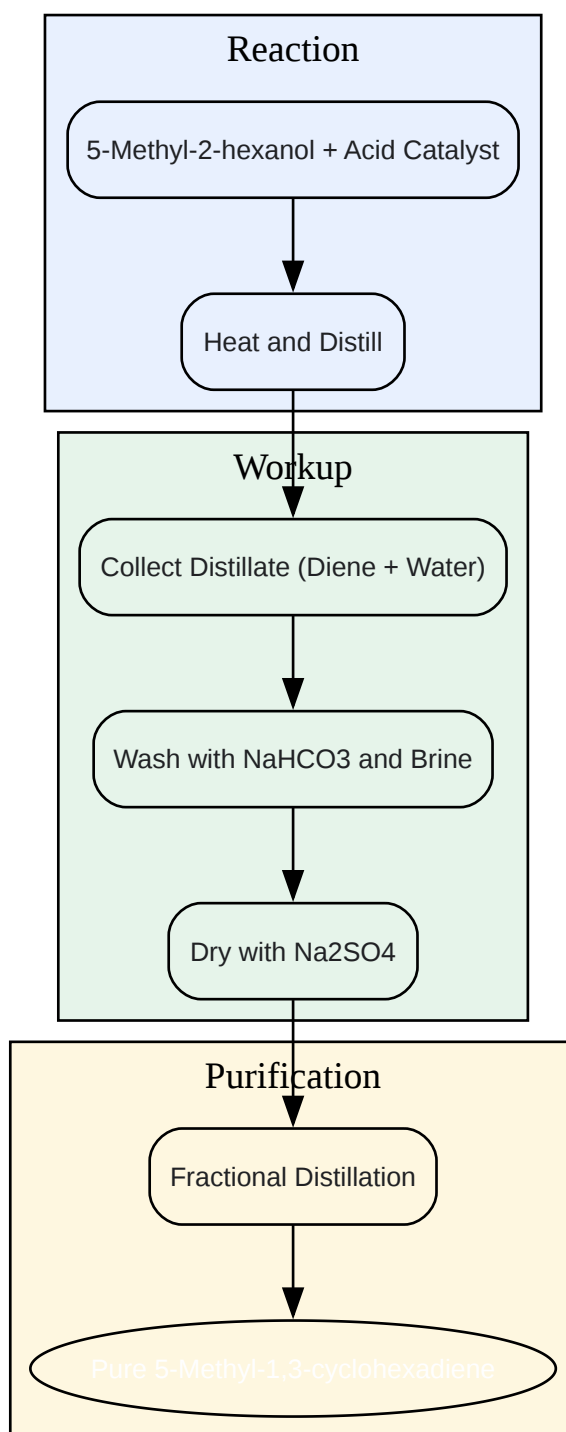 Reaction
5-Methyl-2-hexanol + Acid Catalyst
Heat and Distill
Workup
Collect Distillate (Diene + Water)
Wash with NaHCO3 and Brine
Dry with Na2SO4
Purification
Fractional Distillation
Pure 5-Methyl-1,3-cyclohexadiene